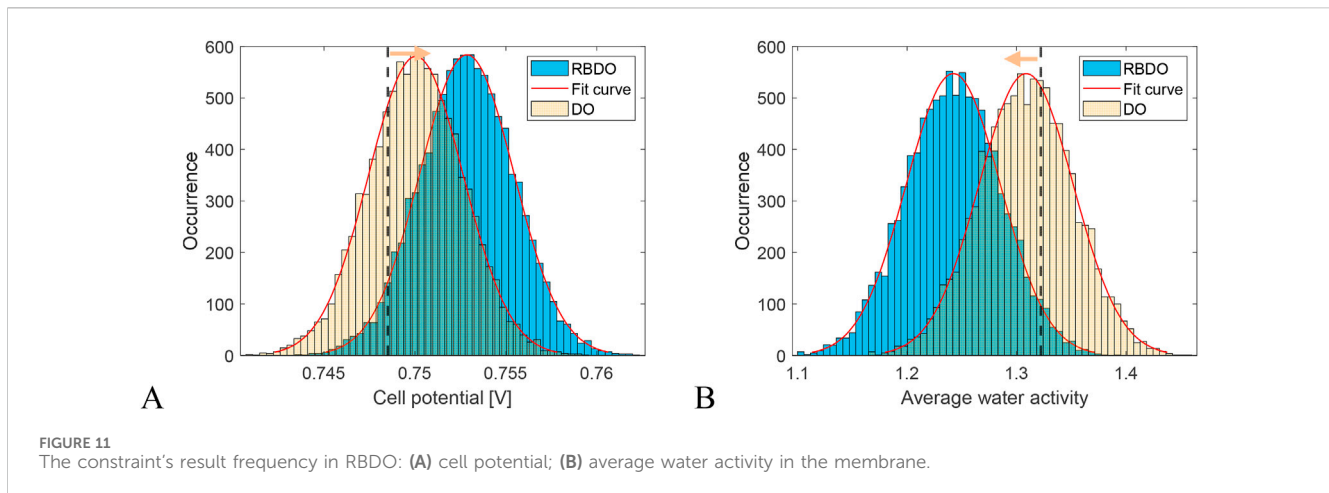 600
500
400
300
200
100
0
Occurrence
RBDO
Fit curve
DO
0.745
0.75
0.755
0.76
Cell potential [V]
A
600
500
400
300
200
100
0
Occurrence
RBDO
Fit curve
DO
1.1
1.2
1.3
1.4
Average water activity
B
FIGURE 11
The constraint's result frequency in RBDO: (A) cell potential; (B) average water activity in the membrane.